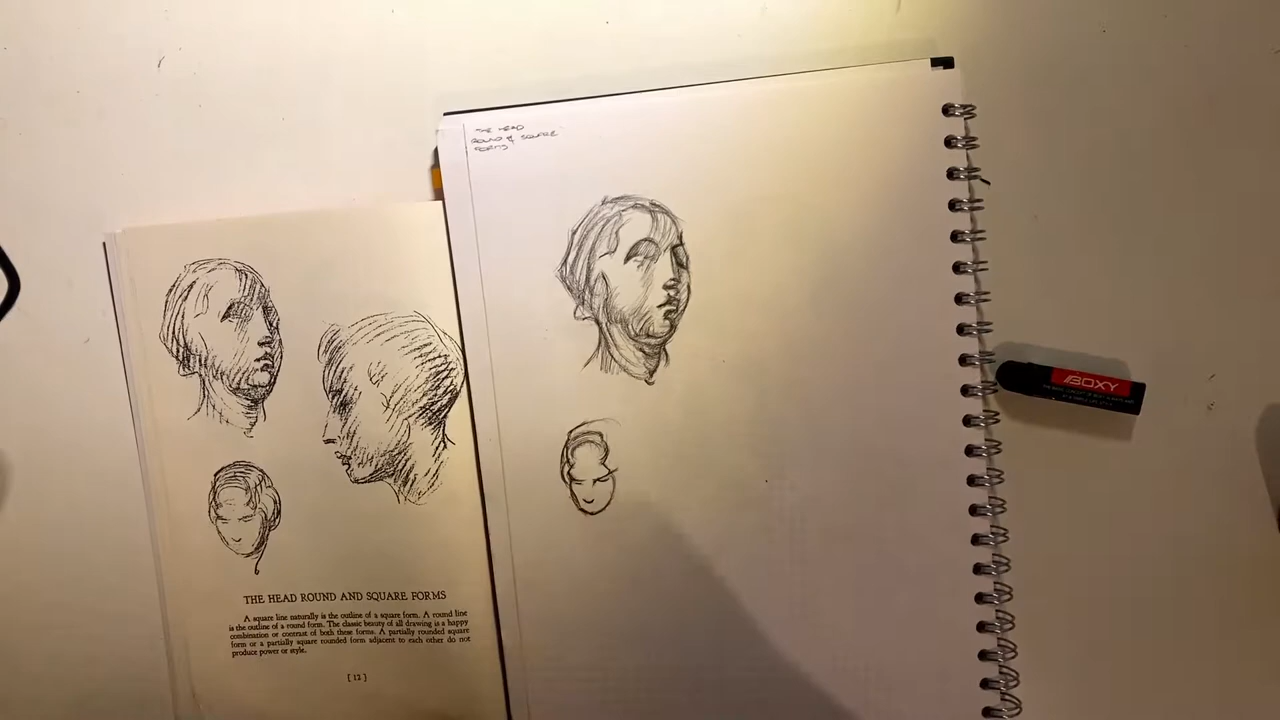 THE HEAD
ROUND & SQUARE
FORMS
BOXY
THE HEAD ROUND AND SQUARE FORMS
A square line naturally is the outline of a square form. A round line
is the outline of a round form. The classic beauty of all drawing is a happy
combination or contrast of both these forms. A partially rounded square
form or a partially square rounded form adjacent to each other do not
produce power or style.
[ 12 ]